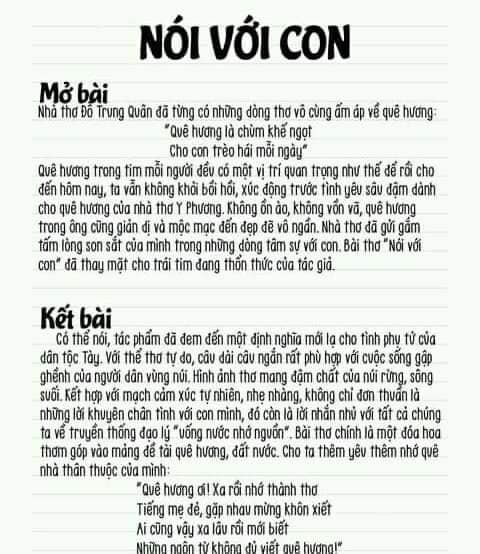 NÓI VỚI CON
Mở bài
Nhà thơ Đỗ Trung Quân đã từng có những dòng thơ vô cùng ấm áp về quê hương:
"Quê hương là chùm khế ngọt
Cho con trèo hái mỗi ngày"
Quê hương trong tim mỗi người đều có một vị trí quan trọng như thế để rồi cho
đến hôm nay, ta vẫn không khỏi bồi hồi, xúc động trước tình yêu sâu đậm dành
cho quê hương của nhà thơ Y Phương. Không ồn ào, không vồn vã, quê hương
trong ông cũng giản dị và mộc mạc đến đẹp đẽ vô ngần. Nhà thơ đã gửi gắm
tấm lòng son sắt của mình trong những dòng tâm sự với con. Bài thơ "Nói với
con" đã thay mặt cho trái tim đang thổn thức của tác giả.
Kết bài
Có thể nói, tác phẩm đã đem đến một định nghĩa mới lạ cho tình phụ tử của
dân tộc Tày. Với thể thơ tự do, câu dài câu ngắn rất phù hợp với cuộc sống gập
ghềnh của người dân vùng núi. Hình ảnh thơ mang đậm chất của núi rừng, sông
suối. Kết hợp với mạch cảm xúc tự nhiên, nhẹ nhàng, không chỉ đơn thuần là
những lời khuyên chân tình với con mình, đó còn là lời nhắn nhủ với tất cả chúng
ta về truyền thống đạo lý "uống nước nhớ nguồn". Bài thơ chính là một đóa hoa
thơm góp vào mảng đề tài quê hương, đất nước. Cho ta thêm yêu thêm nhớ quê
nhà thân thuộc của mình:
"Quê hương ơi! Xa rồi nhớ thành thơ
Tiếng mẹ đẻ, gặp nhau mừng khôn xiết
Ai cũng vậy xa lâu rồi mới biết
Những ngôn từ không đủ viết quê hương!"